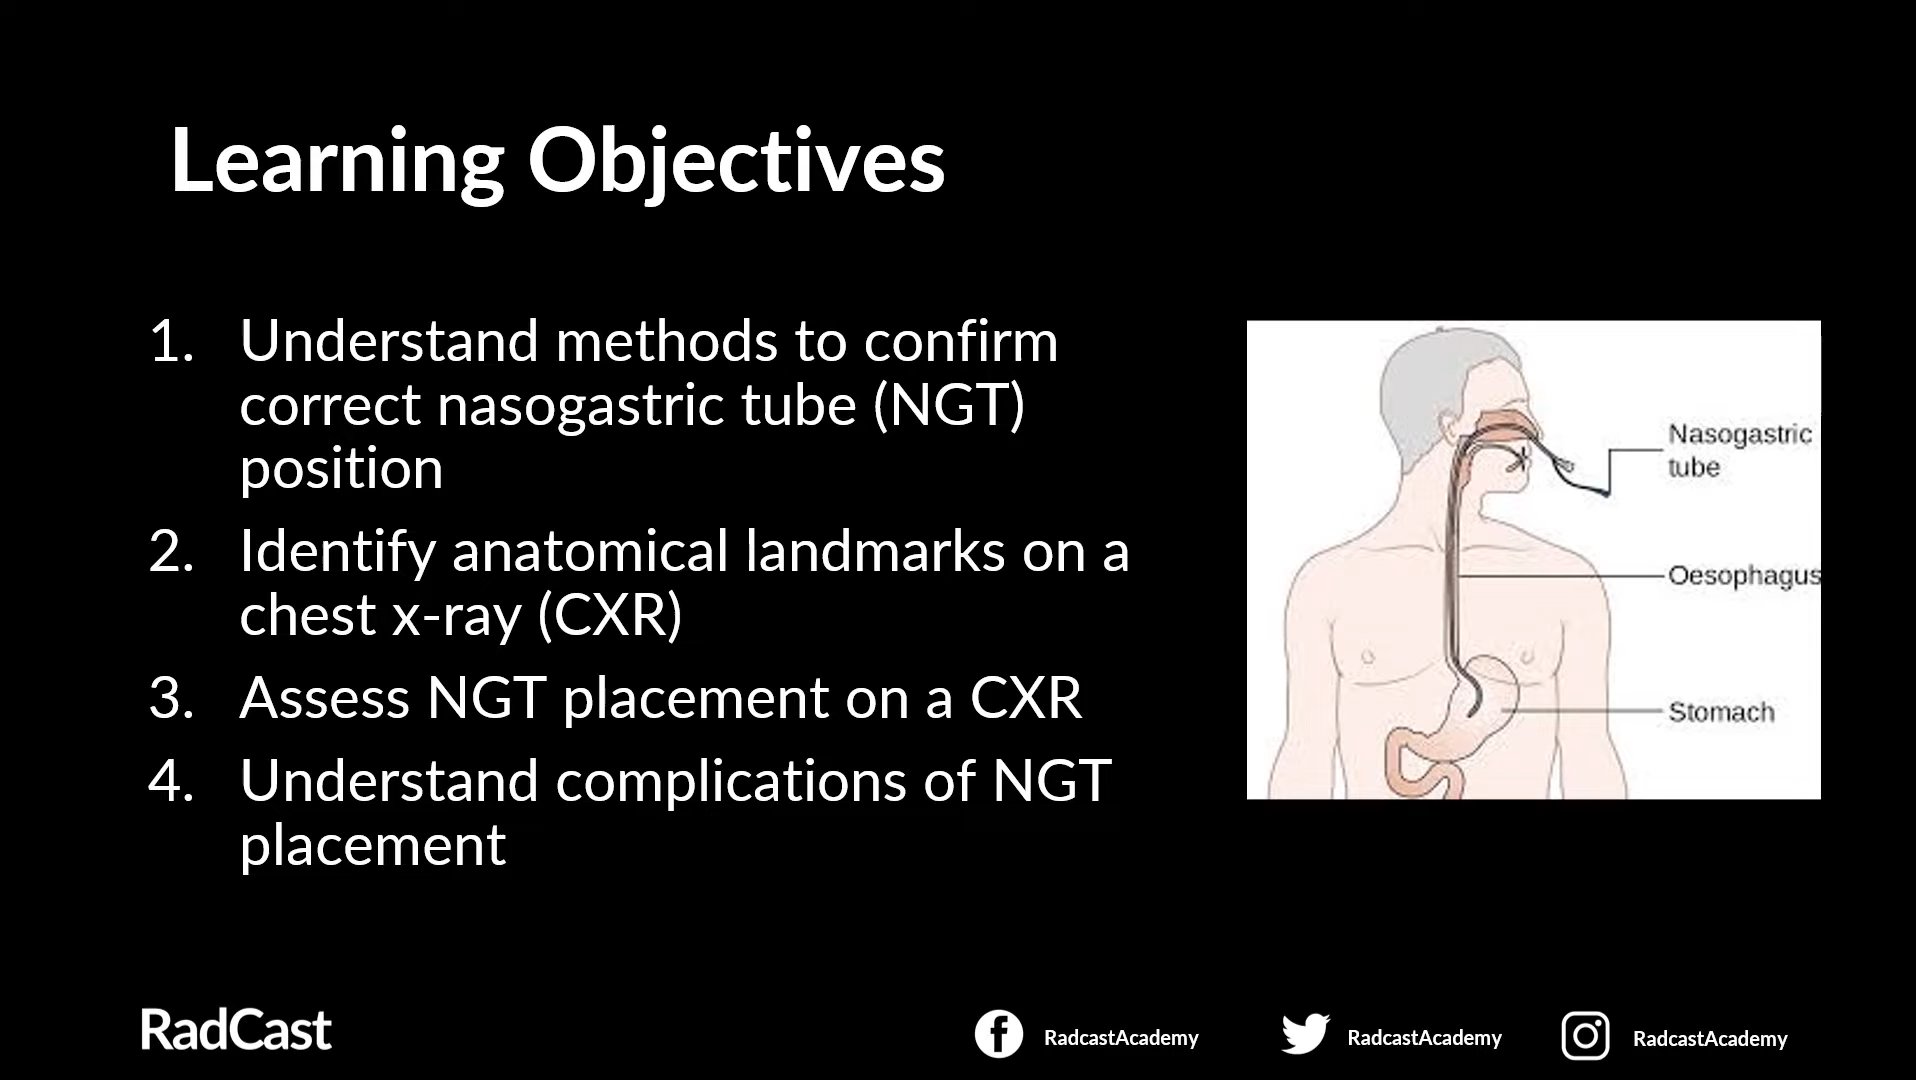 Learning Objectives
1. Understand methods to confirm
correct nasogastric tube (NGT)
position
2. Identify anatomical landmarks on a
chest x-ray (CXR)
3. Assess NGT placement on a CXR
4. Understand complications of NGT
placement
Nasogastric
tube
Oesophagus
Stomach
RadCast
RadcastAcademy
RadcastAcademy
RadcastAcademy